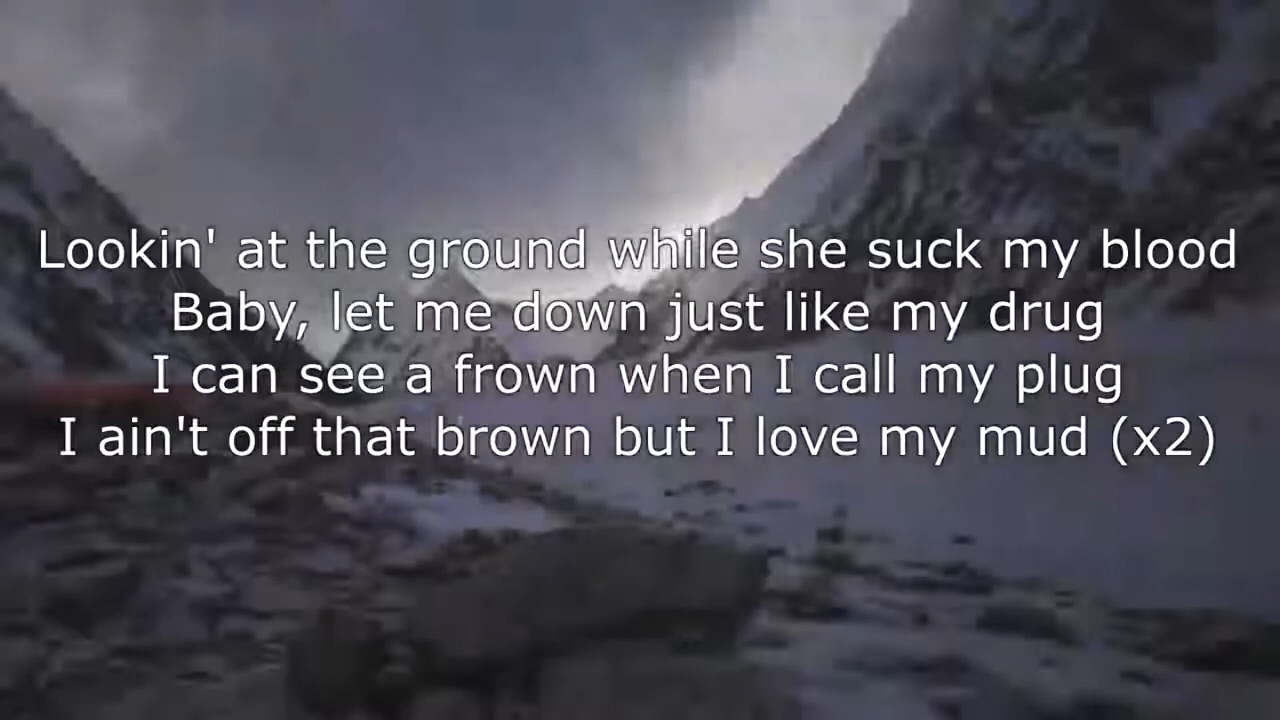 Lookin' at the ground while she suck my blood
Baby, let me down just like my drug
I can see a frown when I call my plug
I ain't off that brown but I love my mud (x2)